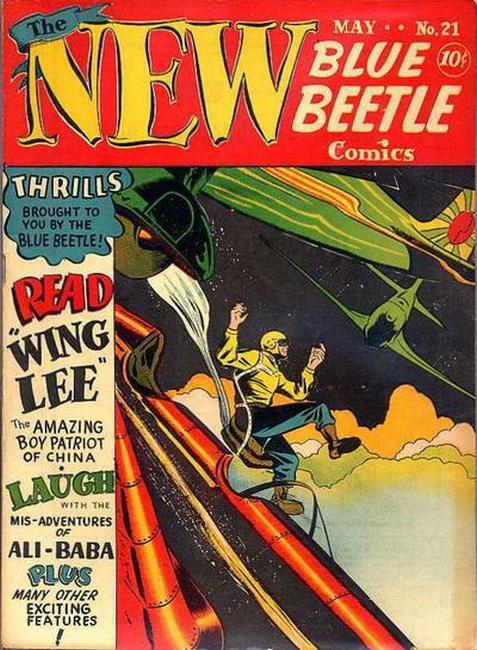 The
NEW
MAY · · No. 21
BLUE
BEETLE
10¢
Comics
THRILLS
BROUGHT TO
YOU BY THE
BLUE BEETLE!
READ
"WING
LEE"
The AMAZING
BOY PATRIOT
OF CHINA
LAUGH
WITH THE
MIS-ADVENTURES
OF
ALI-BABA
PLUS
MANY OTHER
EXCITING
FEATURES
!